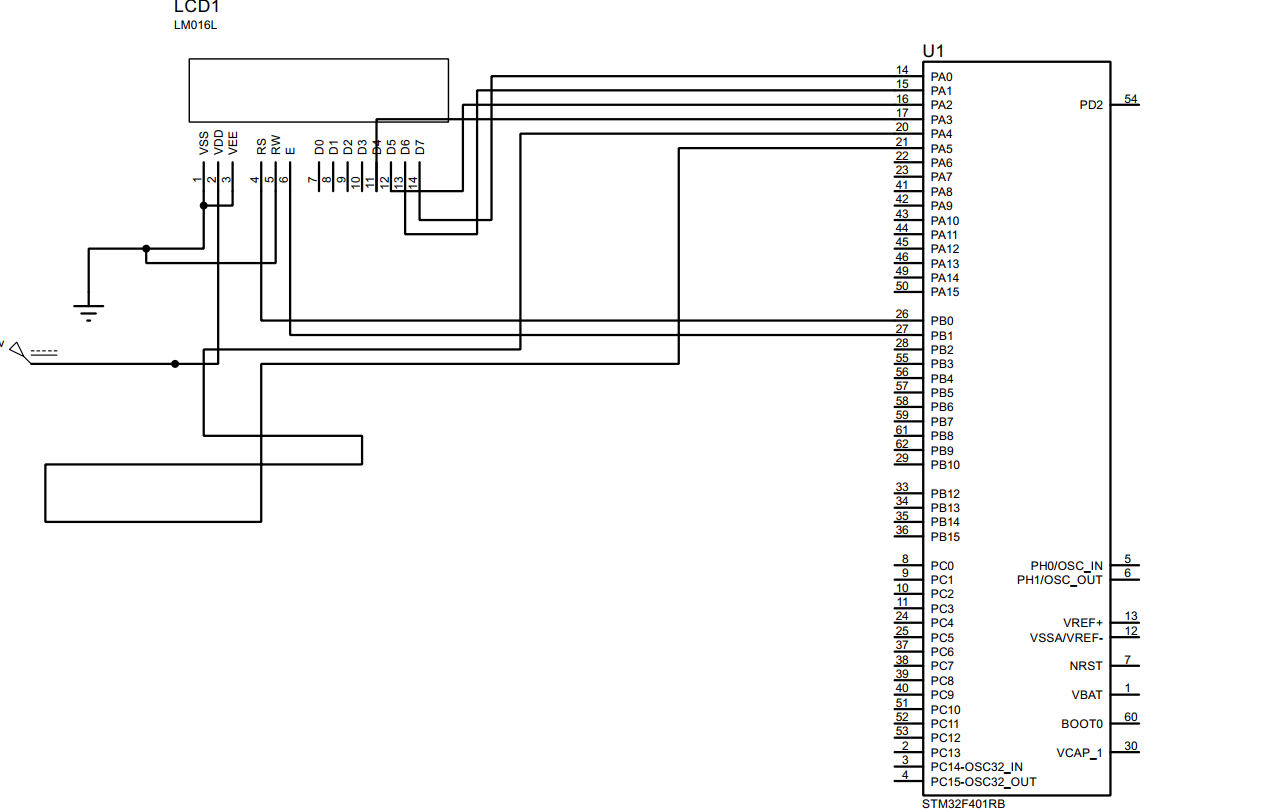 LCD1
LM016L
VSS
VDD
VEE
RS
RW
E
D0
D1
D2
D3
D4
D5
D6
D7
1
2
3
4
5
6
7
8
9
10
11
12
13
14
U1
14 PA0
15 PA1
16 PA2
17 PA3
20 PA4
21 PA5
22 PA6
23 PA7
41 PA8
42 PA9
43 PA10
44 PA11
45 PA12
46 PA13
49 PA14
50 PA15
26 PB0
27 PB1
28 PB2
55 PB3
56 PB4
57 PB5
58 PB6
59 PB7
61 PB8
62 PB9
29 PB10
33 PB12
34 PB13
35 PB14
36 PB15
8 PC0
9 PC1
10 PC2
11 PC3
24 PC4
25 PC5
37 PC6
38 PC7
39 PC8
40 PC9
51 PC10
52 PC11
53 PC12
2 PC13
3 PC14-OSC32_IN
4 PC15-OSC32_OUT
PD2 54
PH0/OSC_IN 5
PH1/OSC_OUT 6
VREF+ 13
VSSA/VREF- 12
NRST 7
VBAT 1
BOOT0 60
VCAP_1 30
STM32F401RB